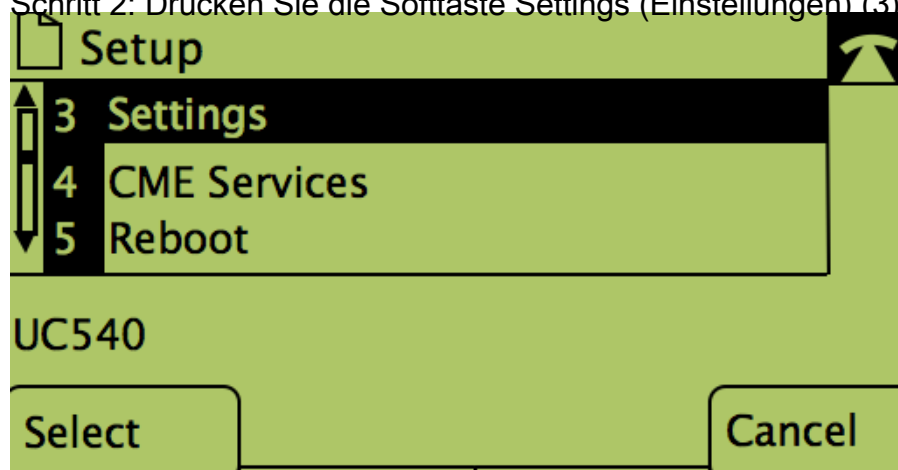 Schritt 2: Drücken Sie die Softtaste Settings (Einstellungen) (3)
Setup
3 Settings
4 CME Services
5 Reboot
UC540
Select Cancel